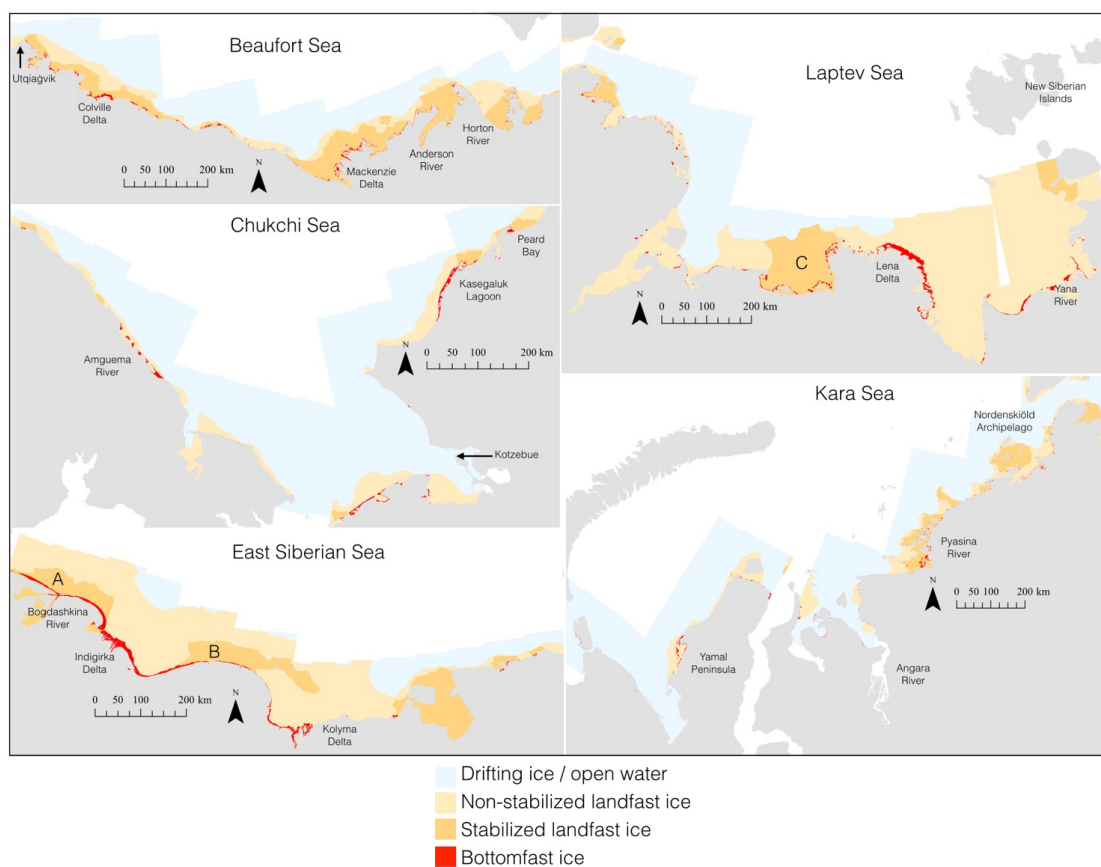 Beaufort Sea
Utqiaġvik
Colville
Delta
Mackenzie
Delta
Anderson
River
Horton
River
0 50 100 200 km
N
Laptev Sea
New Siberian
Islands
C
Lena
Delta
Yana
River
N
0 50 100 200 km
Chukchi Sea
Peard
Bay
Kasegaluk
Lagoon
N
0 50 100 200 km
Amguema
River
Kotzebue
Kara Sea
Nordenskiöld
Archipelago
Pyasina
River
N
0 50 100 200 km
Yamal
Peninsula
Angara
River
East Siberian Sea
A
Bogdashkina
River
Indigirka
Delta
B
N
0 50 100 200 km
Kolyma
Delta
Drifting ice / open water
Non-stabilized landfast ice
Stabilized landfast ice
Bottomfast ice